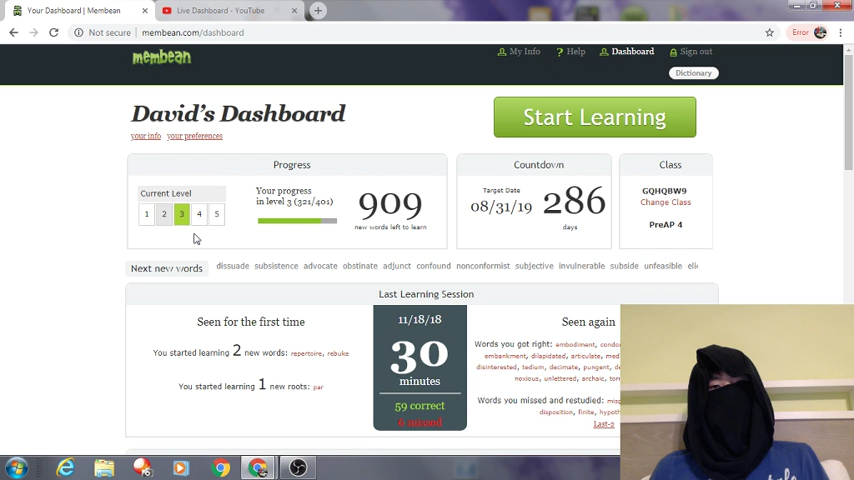 Your Dashboard | Membean
Live Dashboard - YouTube
Not secure | membean.com/dashboard
Error
membean
My Info
Help
Dashboard
Sign out
Dictionary
David's Dashboard
your info your preferences
Start Learning
Progress
Current Level
1 2 3 4 5
Your progress
in level 3 (321/401)
909
new words left to learn
Countdown
Target Date
08/31/19
286
days
Class
GQHQBW9
Change Class
PreAP 4
Next new words
dissuade subsistence advocate obstinate adjunct confound nonconformist subjective invulnerable subside unfeasible
Last Learning Session
Seen for the first time
You started learning 2 new words: repertoire, rebuke
You started learning 1 new roots: par
11/18/18
30
minutes
59 correct
6 missed
Seen again
Words you got right: embodiment,
embankment, dilapidated, articulate,
disinterested, tedium, decimate, pungent,
noxious, unlettered, archaic,
Words you missed and restudied:
disposition, finite,
Last-2